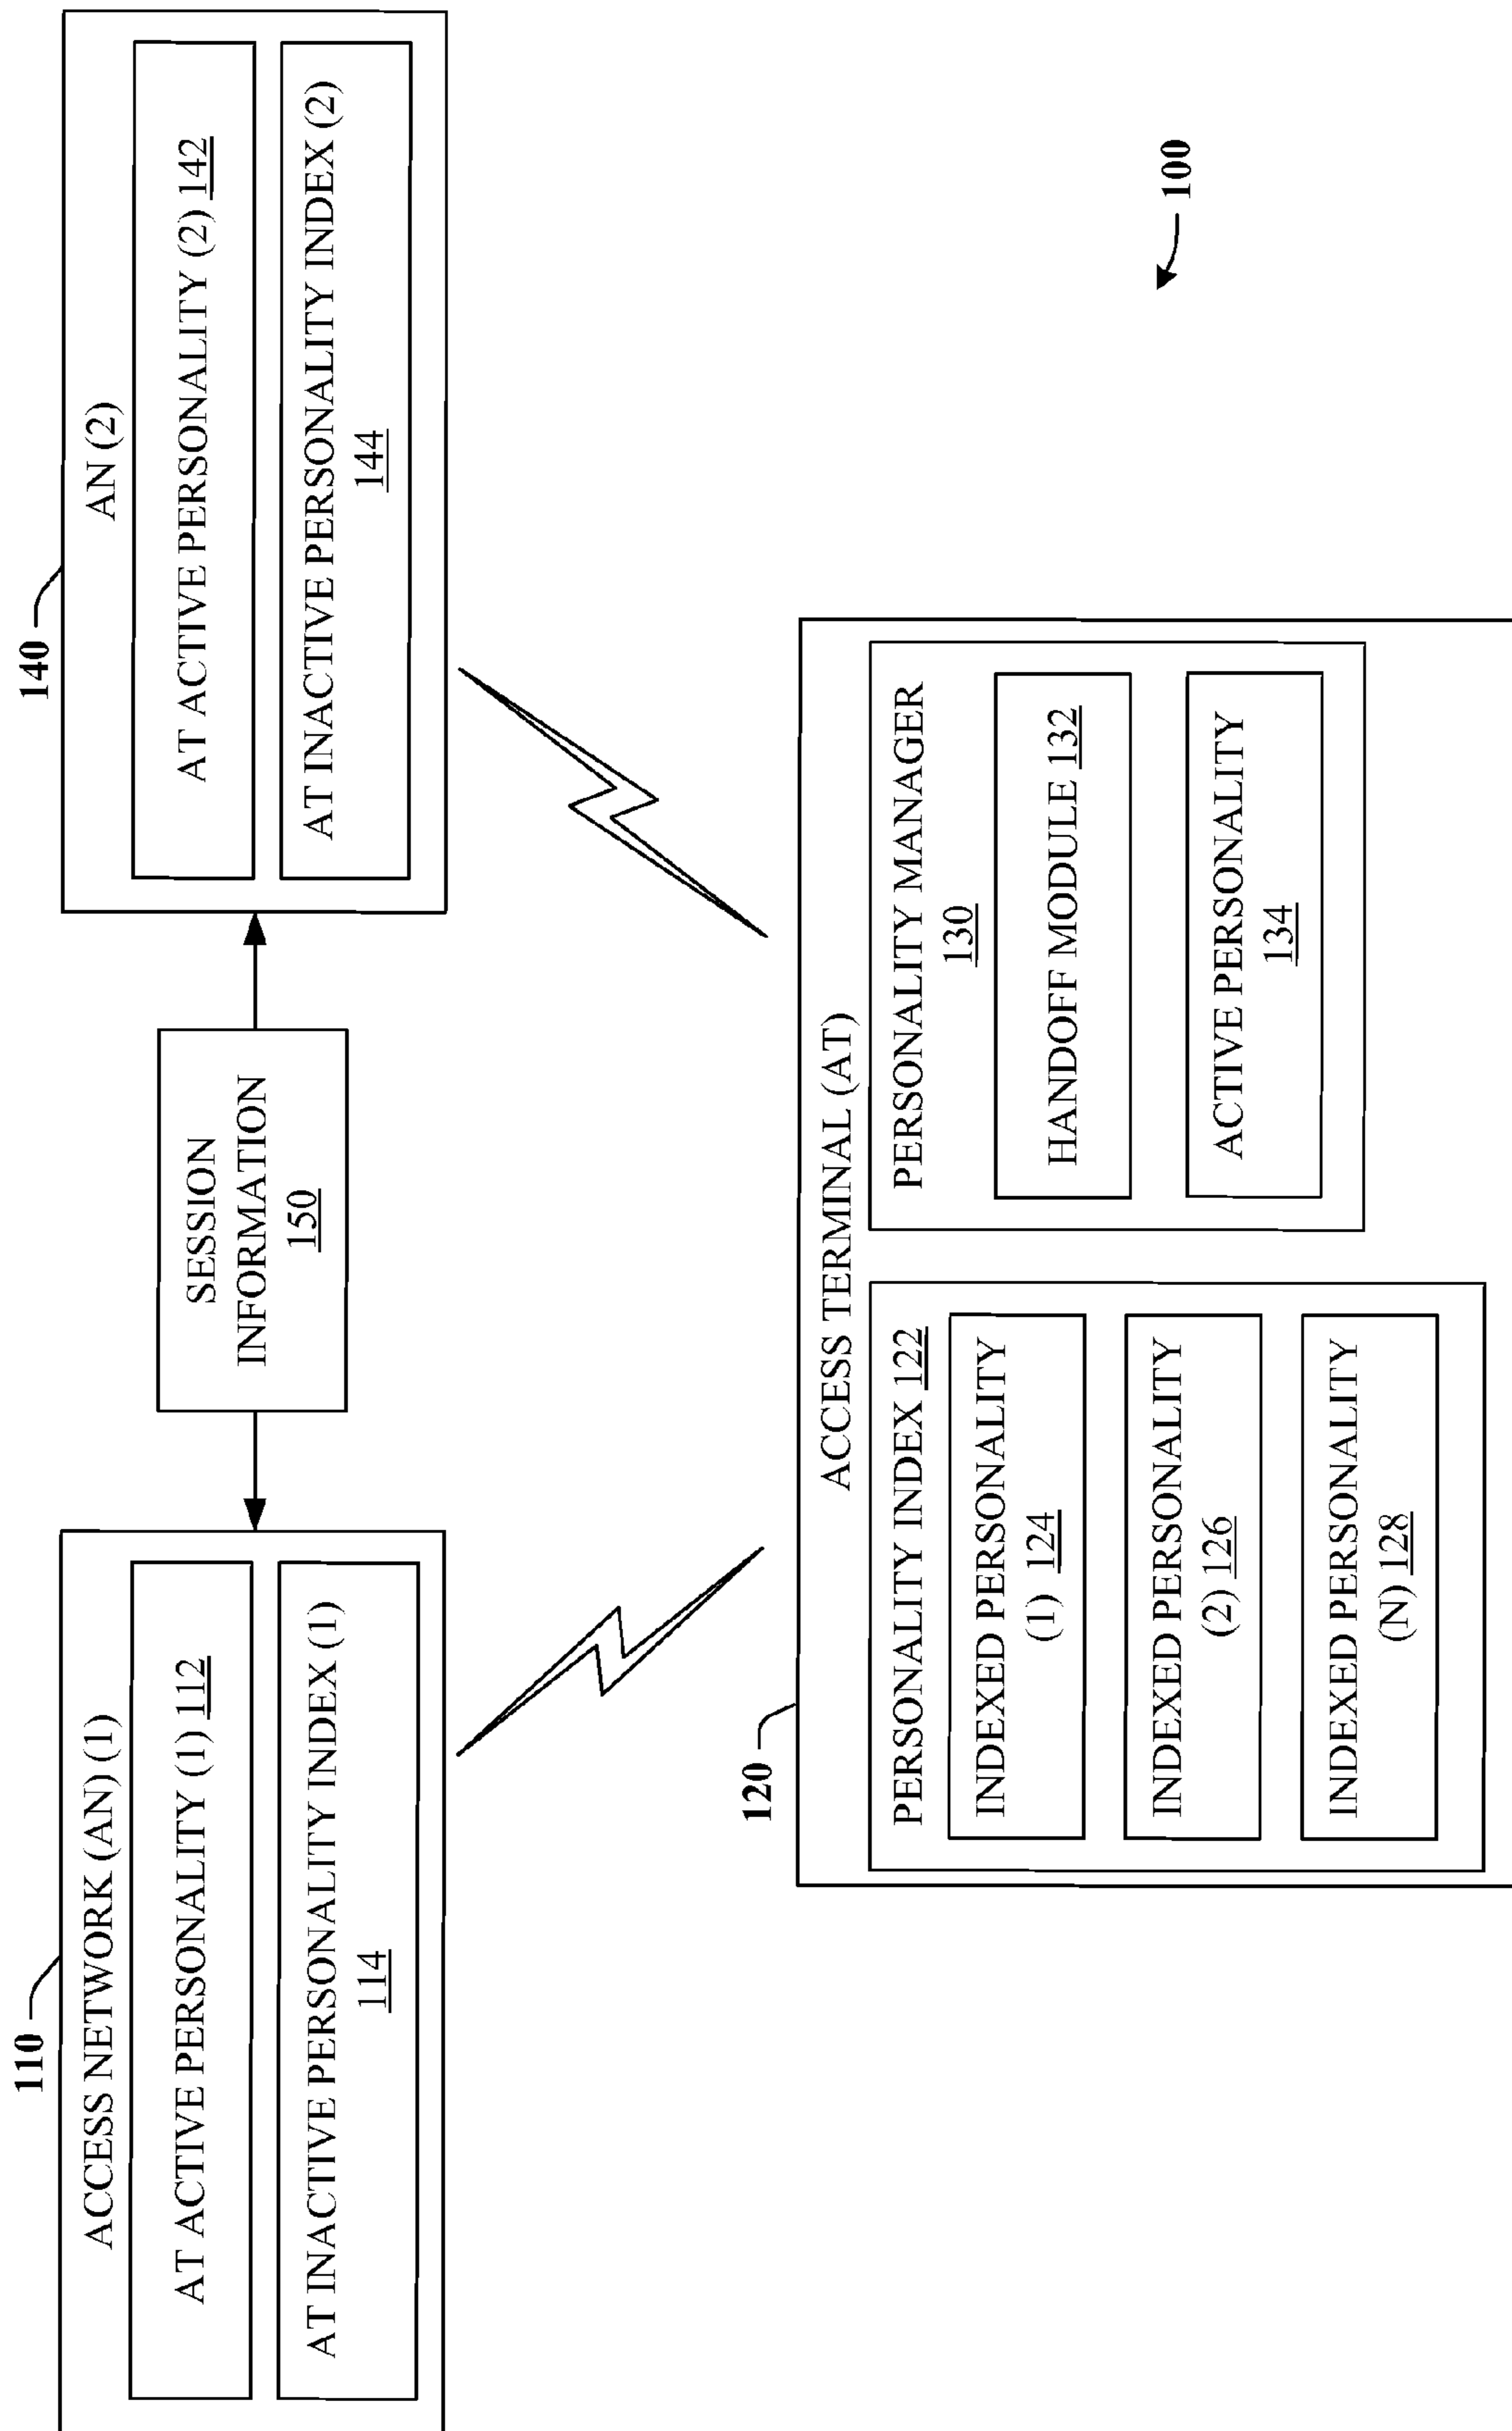 110
ACCESS NETWORK (AN) (1)
AT ACTIVE PERSONALITY (1) 112
AT INACTIVE PERSONALITY INDEX (1)
114
SESSION
INFORMATION
150
140
AN (2)
AT ACTIVE PERSONALITY (2) 142
AT INACTIVE PERSONALITY INDEX (2)
144
120
ACCESS TERMINAL (AT)
PERSONALITY INDEX 122
INDEXED PERSONALITY
(1) 124
INDEXED PERSONALITY
(2) 126
INDEXED PERSONALITY
(N) 128
PERSONALITY MANAGER
130
HANDOFF MODULE 132
ACTIVE PERSONALITY
134
100